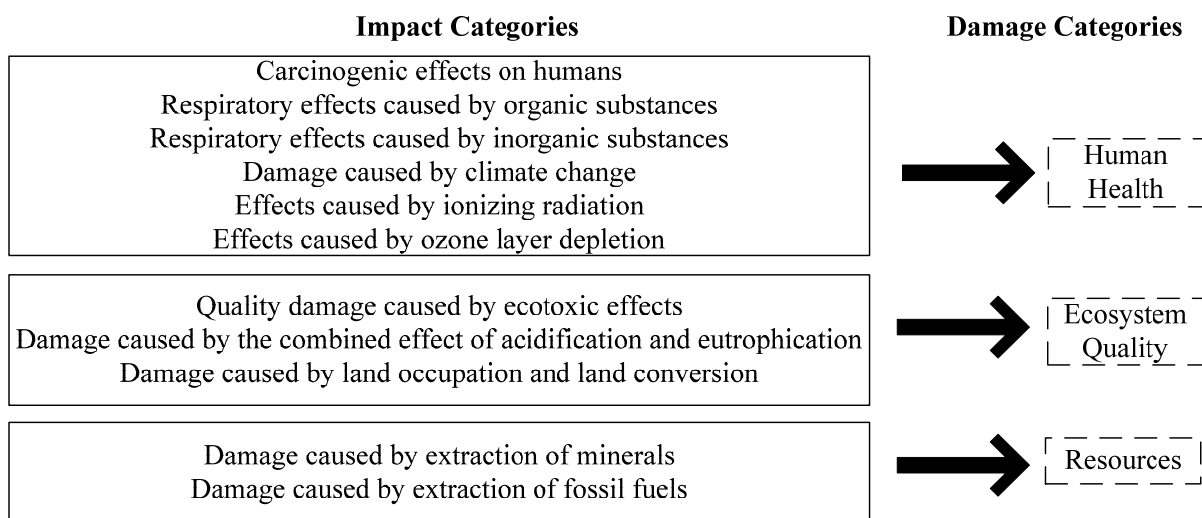 Impact Categories
Damage Categories
Carcinogenic effects on humans
Respiratory effects caused by organic substances
Respiratory effects caused by inorganic substances
Damage caused by climate change
Effects caused by ionizing radiation
Effects caused by ozone layer depletion
Human
Health
Quality damage caused by ecotoxic effects
Damage caused by the combined effect of acidification and eutrophication
Damage caused by land occupation and land conversion
Ecosystem
Quality
Damage caused by extraction of minerals
Damage caused by extraction of fossil fuels
Resources